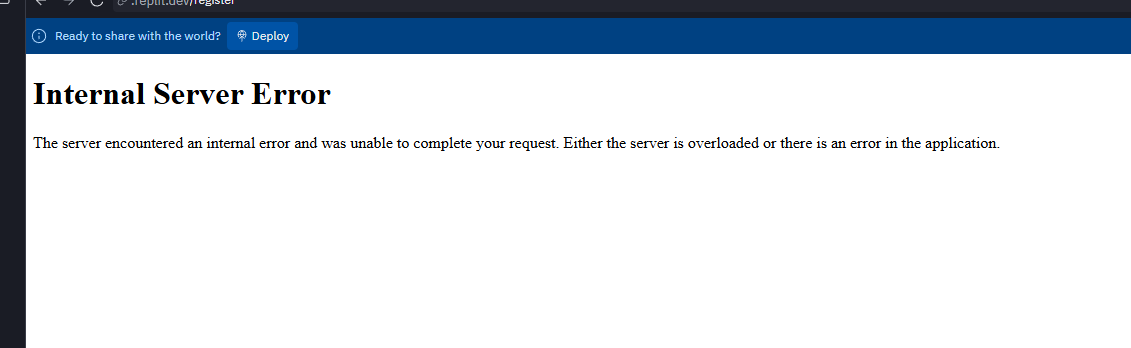 .replit.dev/register
Ready to share with the world? Deploy
Internal Server Error
The server encountered an internal error and was unable to complete your request. Either the server is overloaded or there is an error in the application.